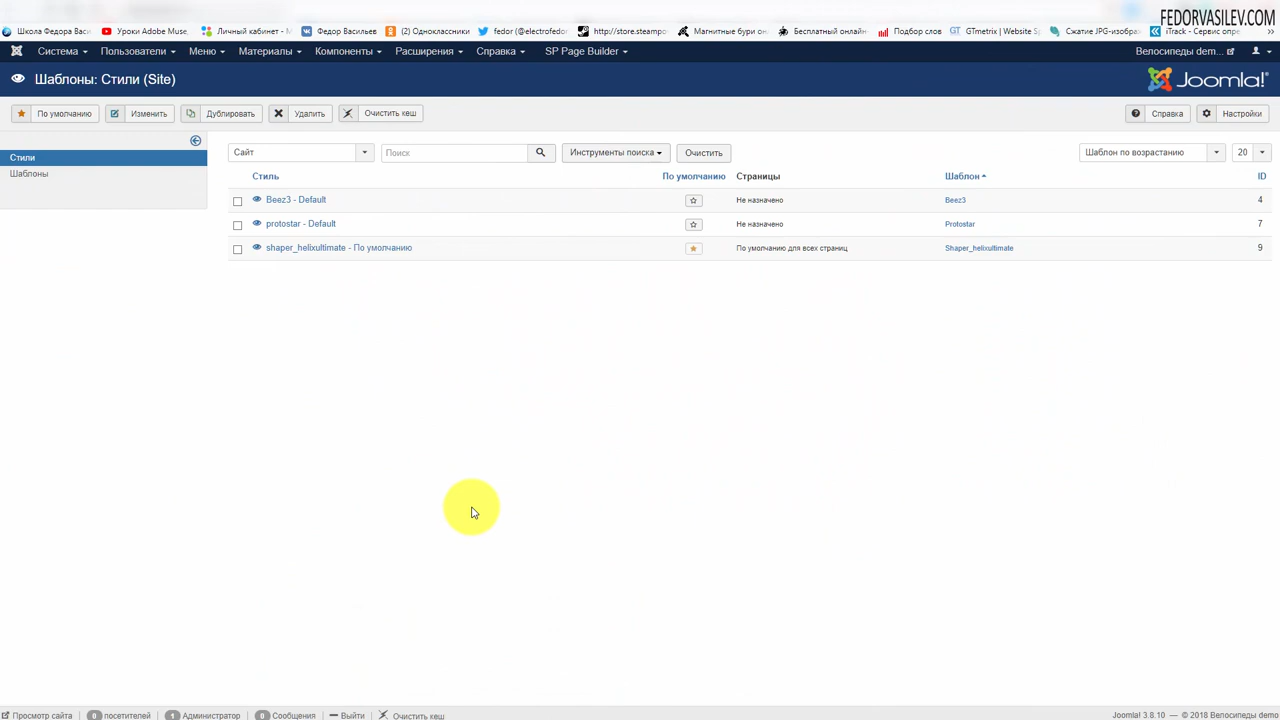 FEDORVASILEV.COM
Школа Федора Васи Уроки Adobe Muse, Личный кабинет - М Федор Васильев (2) Одноклассники fedor (@electrofedo http://store.steampo Магнитные бури он Бесплатный онлайн Подбор слов GTmetrix | Website S Сжатие JPG-изобра iTrack - Сервис опре »
Система Пользователи Меню Материалы Компоненты Расширения Справка SP Page Builder Велосипеды dem...
Шаблоны: Стили (Site) Joomla!
По умолчанию Изменить Дублировать Удалить Очистить кеш Справка Настройки
Стили
Шаблоны
Сайт Поиск Инструменты поиска Очистить Шаблон по возрастанию 20
Стиль По умолчанию Страницы Шаблон ID
Beez3 - Default Не назначено Beez3 4
protostar - Default Не назначено Protostar 7
shaper_helixultimate - По умолчанию По умолчанию для всех страниц Shaper_helixultimate 9
Просмотр сайта 0 посетителей 1 Администратор 0 Сообщения Выйти Очистить кеш Joomla! 3.8.10 — © 2018 Велосипеды demo